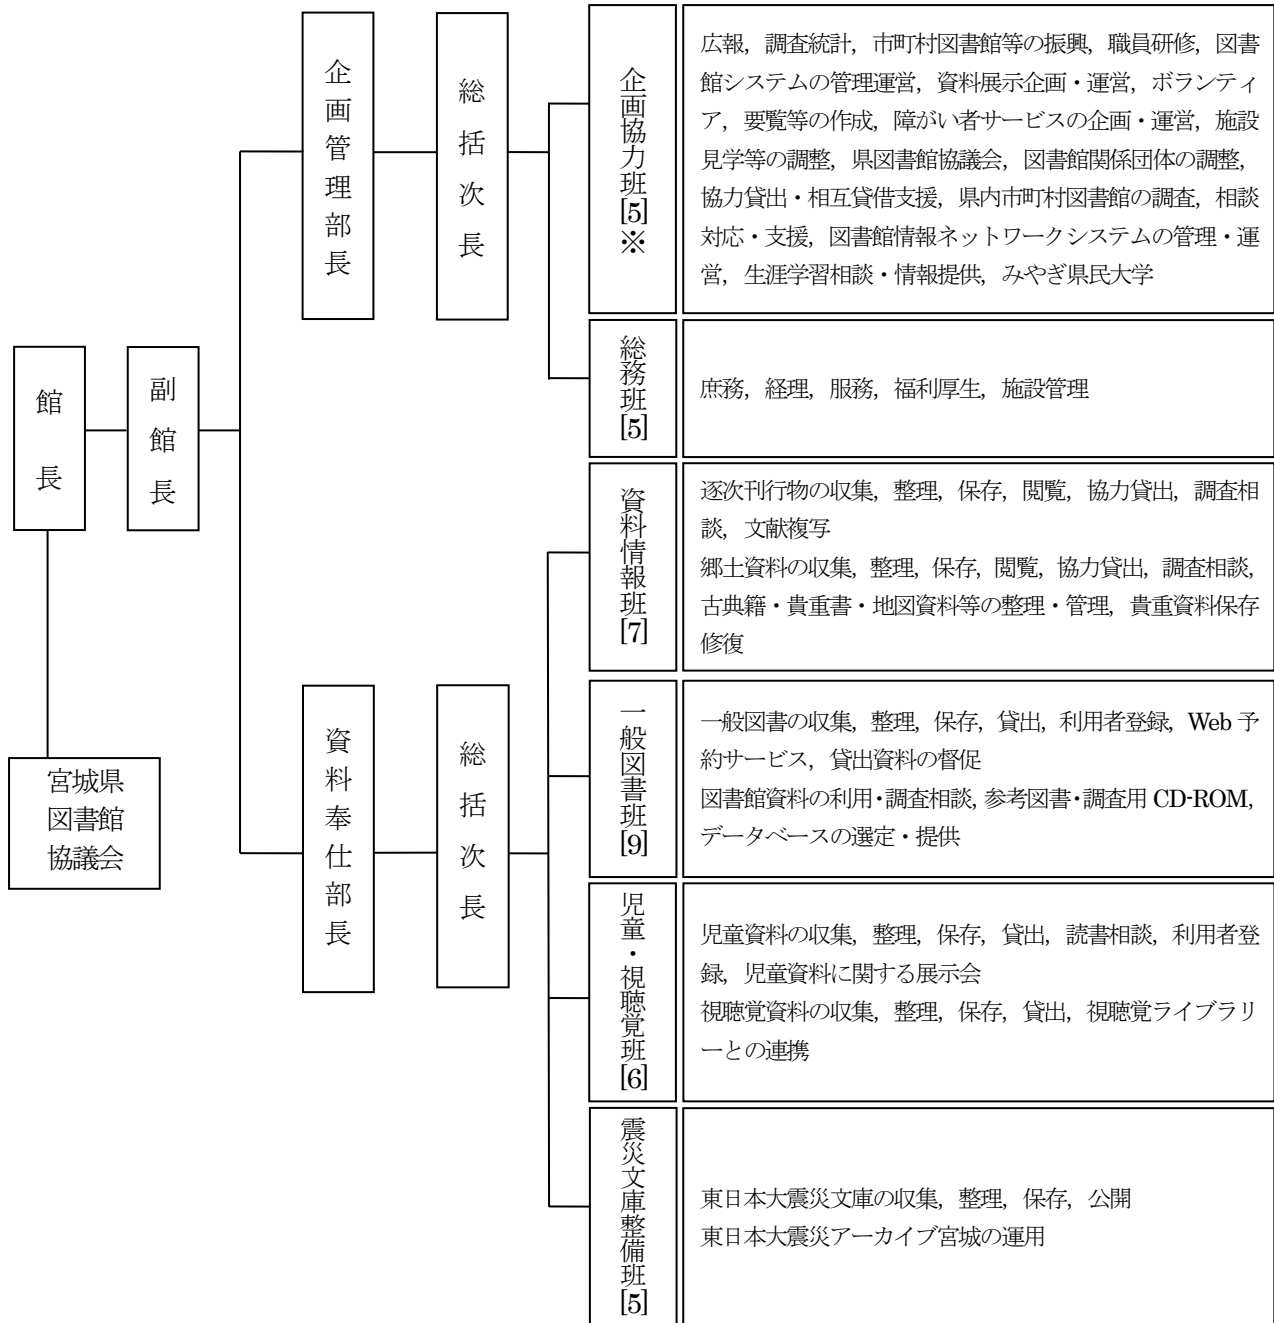 館長
副館長
宮城県
図書館
協議会
企画管理部長
総括次長
企画協力班[5]※
広報，調査統計，市町村図書館等の振興，職員研修，図書
館システムの管理運営，資料展示企画・運営，ボランティ
ア，要覧等の作成，障がい者サービスの企画・運営，施設
見学等の調整，県図書館協議会，図書館関係団体の調整，
協力貸出・相互貸借支援，県内市町村図書館の調査，相談
対応・支援，図書館情報ネットワークシステムの管理・運
営，生涯学習相談・情報提供，みやぎ県民大学
総務班[5]
庶務，経理，服務，福利厚生，施設管理
資料奉仕部長
総括次長
資料情報班[7]
逐次刊行物の収集，整理，保存，閲覧，協力貸出，調査相
談，文献複写
郷土資料の収集，整理，保存，閲覧，協力貸出，調査相談，
古典籍・貴重書・地図資料等の整理・管理，貴重資料保存
修復
一般図書班[9]
一般図書の収集，整理，保存，貸出，利用者登録，Web 予
約サービス，貸出資料の督促
図書館資料の利用・調査相談，参考図書・調査用 CD-ROM，
データベースの選定・提供
児童・視聴覚班[6]
児童資料の収集，整理，保存，貸出，読書相談，利用者登
録，児童資料に関する展示会
視聴覚資料の収集，整理，保存，貸出，視聴覚ライブラリ
ーとの連携
震災文庫整備班[5]
東日本大震災文庫の収集，整理，保存，公開
東日本大震災アーカイブ宮城の運用